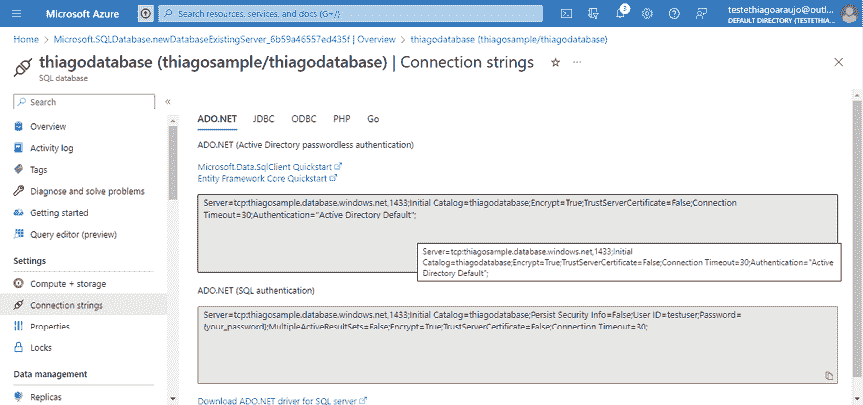 Microsoft Azure
Search resources, services, and docs (G+/)
3
testethiagoaraujo@outl...
DEFAULT DIRECTORY (TESTETHIA...
Home > Microsoft.SQLDatabase.newDatabaseExistingServer_6b59a46557ed435f | Overview > thiagodatabase (thiagosample/thiagodatabase)
thiagodatabase (thiagosample/thiagodatabase) | Connection strings
SQL database
Search
Overview
Activity log
Tags
Diagnose and solve problems
Getting started
Query editor (preview)
Settings
Compute + storage
Connection strings
Properties
Locks
Data management
Replicas
ADO.NET JDBC ODBC PHP Go
ADO.NET (Active Directory passwordless authentication)
Microsoft.Data.SqlClient Quickstart
Entity Framework Core Quickstart
Server=tcp:thiagosample.database.windows.net,1433;Initial Catalog=thiagodatabase;Encrypt=True;TrustServerCertificate=False;Connection
Timeout=30;Authentication="Active Directory Default";
Server=tcp:thiagosample.database.windows.net,1433;Initial
Catalog=thiagodatabase;Encrypt=True;TrustServerCertificate=False;Connection Timeout=30;Authentication="Active
Directory Default";
ADO.NET (SQL authentication)
Server=tcp:thiagosample.database.windows.net,1433;Initial Catalog=thiagodatabase;Persist Security Info=False;User ID=testuser;Password=
{your_password};MultipleActiveResultSets=False;Encrypt=True;TrustServerCertificate=False;Connection Timeout=30;
Download ADO.NET driver for SQL server